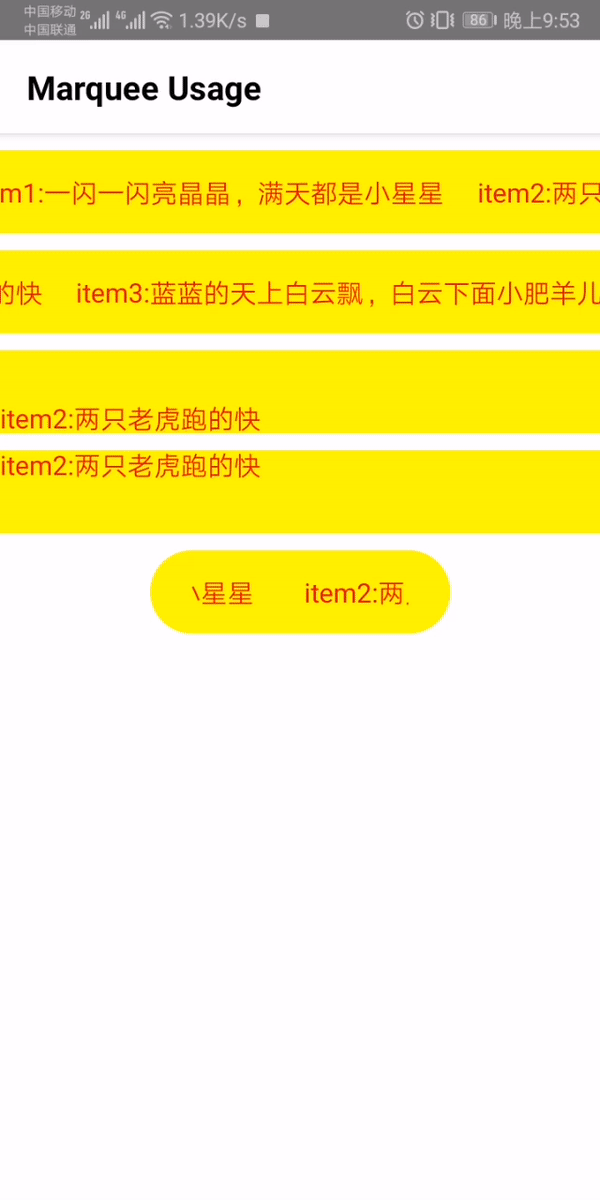 中国移动 2G 4G 1.39K/s 86 晚上9:53
中国联通
Marquee Usage
m1:一闪一闪亮晶晶，满天都是小星星 item2:两只
的快 item3:蓝蓝的天上白云飘，白云下面小肥羊儿
item2:两只老虎跑的快
item2:两只老虎跑的快
星星 item2:两